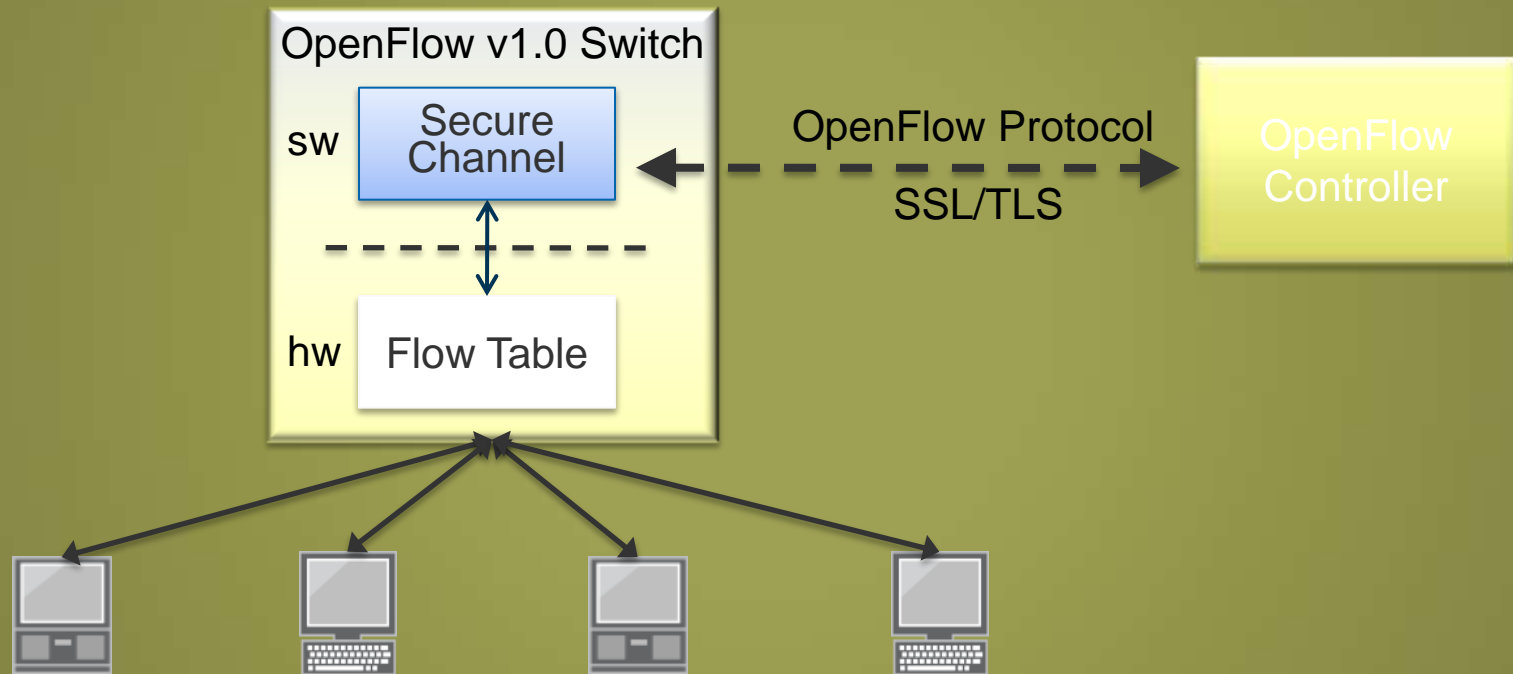 OpenFlow v1.0 Switch
sw
Secure
Channel
hw
Flow Table
OpenFlow Protocol
SSL/TLS
OpenFlow
Controller